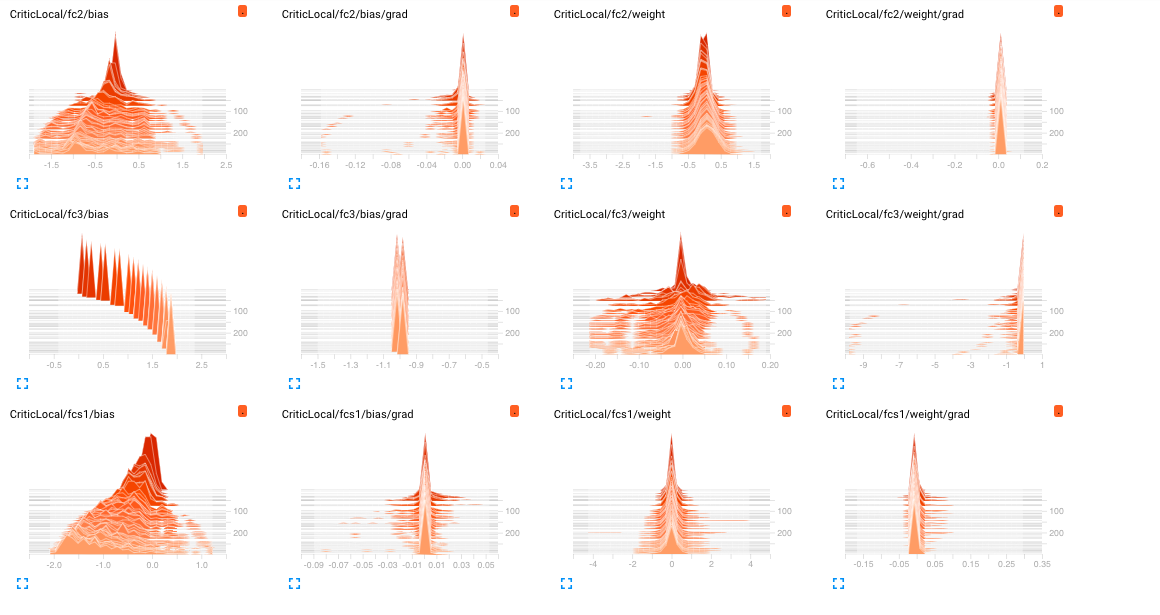 CriticLocal/fc2/bias
CriticLocal/fc2/bias/grad
CriticLocal/fc2/weight
CriticLocal/fc2/weight/grad
100
200
-1.5 -0.5 0.5 1.5 2.5
100
200
-0.16 -0.12 -0.08 -0.04 0.00 0.04
100
200
-3.5 -2.5 -1.5 -0.5 0.5 1.5
100
200
-0.6 -0.4 -0.2 0.0 0.2
CriticLocal/fc3/bias
CriticLocal/fc3/bias/grad
CriticLocal/fc3/weight
CriticLocal/fc3/weight/grad
100
200
-0.5 0.5 1.5 2.5
100
200
-1.5 -1.3 -1.1 -0.9 -0.7 -0.5
100
200
-0.20 -0.10 0.00 0.10 0.20
100
200
-9 -7 -5 -3 -1 1
CriticLocal/fcs1/bias
CriticLocal/fcs1/bias/grad
CriticLocal/fcs1/weight
CriticLocal/fcs1/weight/grad
100
200
-2.0 -1.0 0.0 1.0
100
200
-0.09 -0.07 -0.05 -0.03 -0.01 0.01 0.03 0.05
100
200
-4 -2 0 2 4
100
200
-0.15 -0.05 0.05 0.15 0.25 0.35